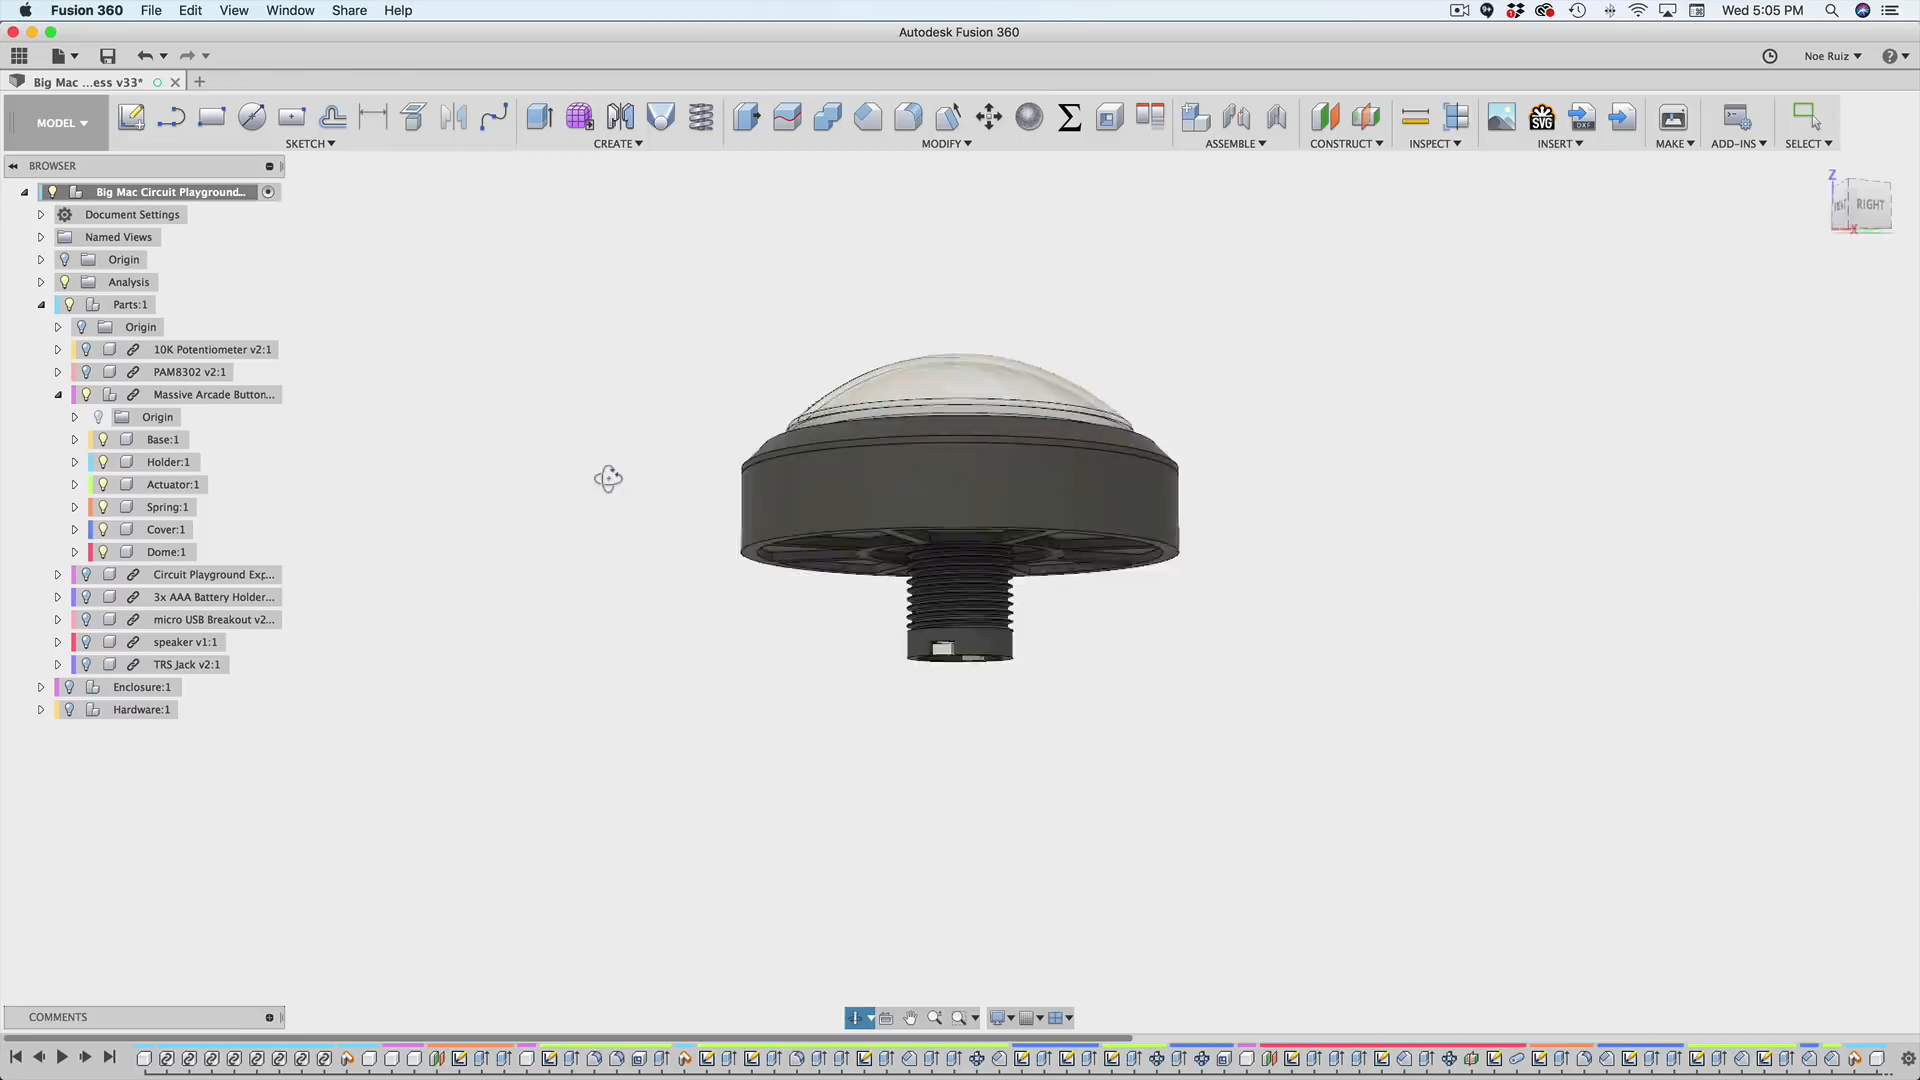 Fusion 360 File Edit View Window Share Help Wed 5:05 PM
Autodesk Fusion 360
Noe Ruiz
Big Mac ...ess v33*
MODEL
SVG DXF
SKETCH CREATE MODIFY ASSEMBLE CONSTRUCT INSPECT INSERT MAKE ADD-INS SELECT
BROWSER
Big Mac Circuit Playground...
Document Settings
Named Views
Origin
Analysis
Parts:1
Origin
10K Potentiometer v2:1
PAM8302 v2:1
Massive Arcade Button...
Origin
Base:1
Holder:1
Actuator:1
Spring:1
Cover:1
Dome:1
Circuit Playground Exp...
3x AAA Battery Holder...
micro USB Breakout v2...
speaker v1:1
TRS Jack v2:1
Enclosure:1
Hardware:1
Z
RIGHT
X
COMMENTS